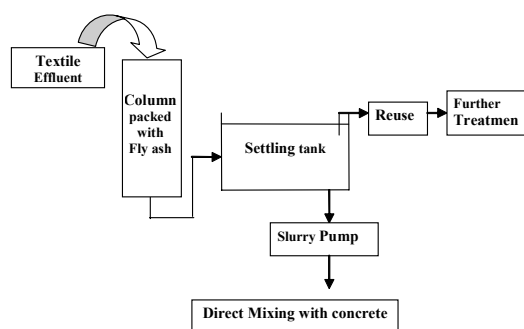 Textile
Effluent
Column
packed
with
Fly ash
Settling tank
Reuse
Further
Treatmen
Slurry Pump
Direct Mixing with concrete